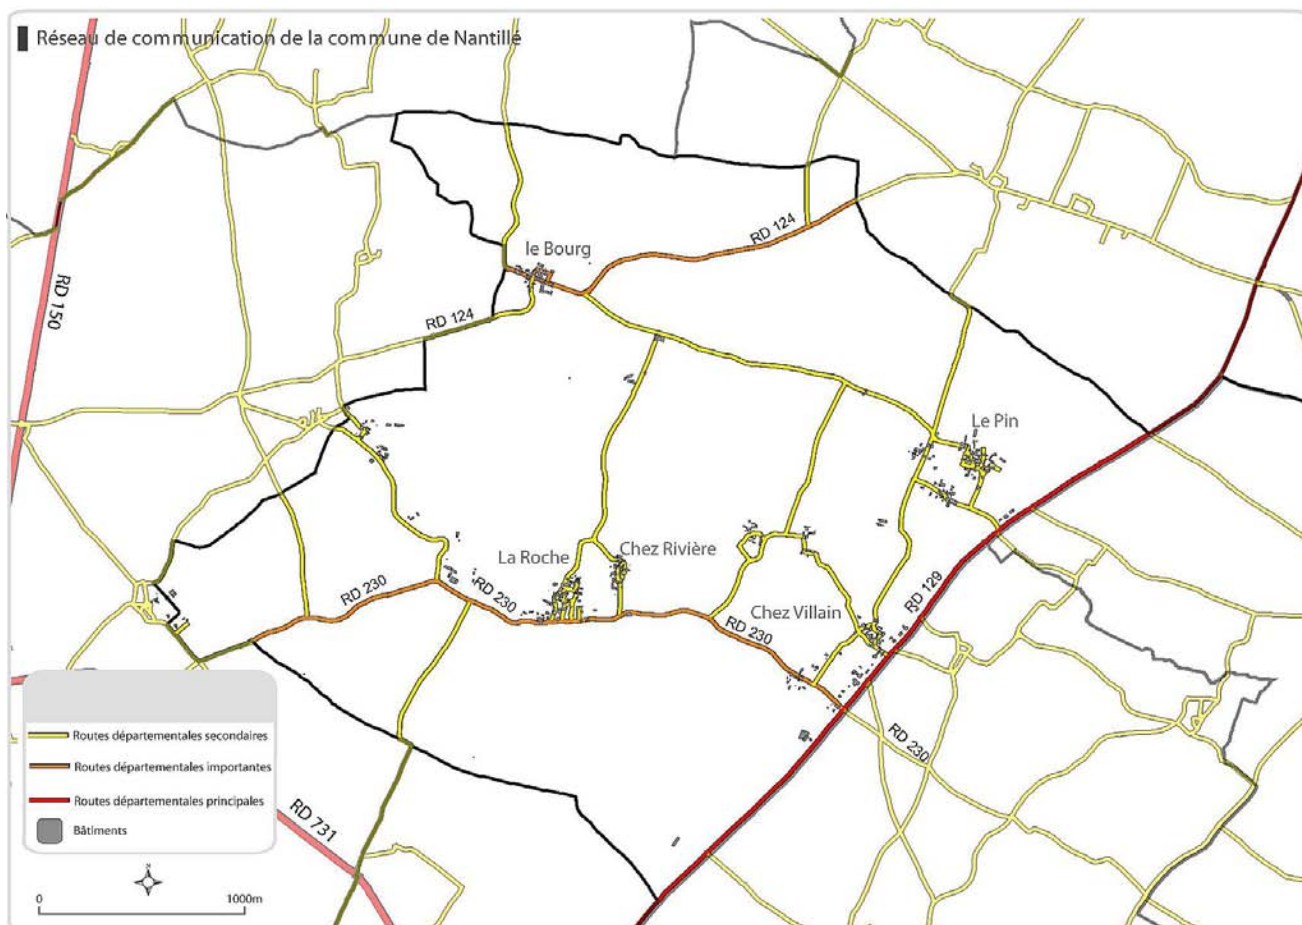 Réseau de communication de la commune de Nantillé
RD 150
RD 124
le Bourg
RD 124
Le Pin
La Roche
Chez Rivière
RD 230
RD 230
Chez Villain
RD 129
RD 230
RD 230
RD 731
Routes départementales secondaires
Routes départementales importantes
Routes départementales principales
Bâtiments
N
0 1000m